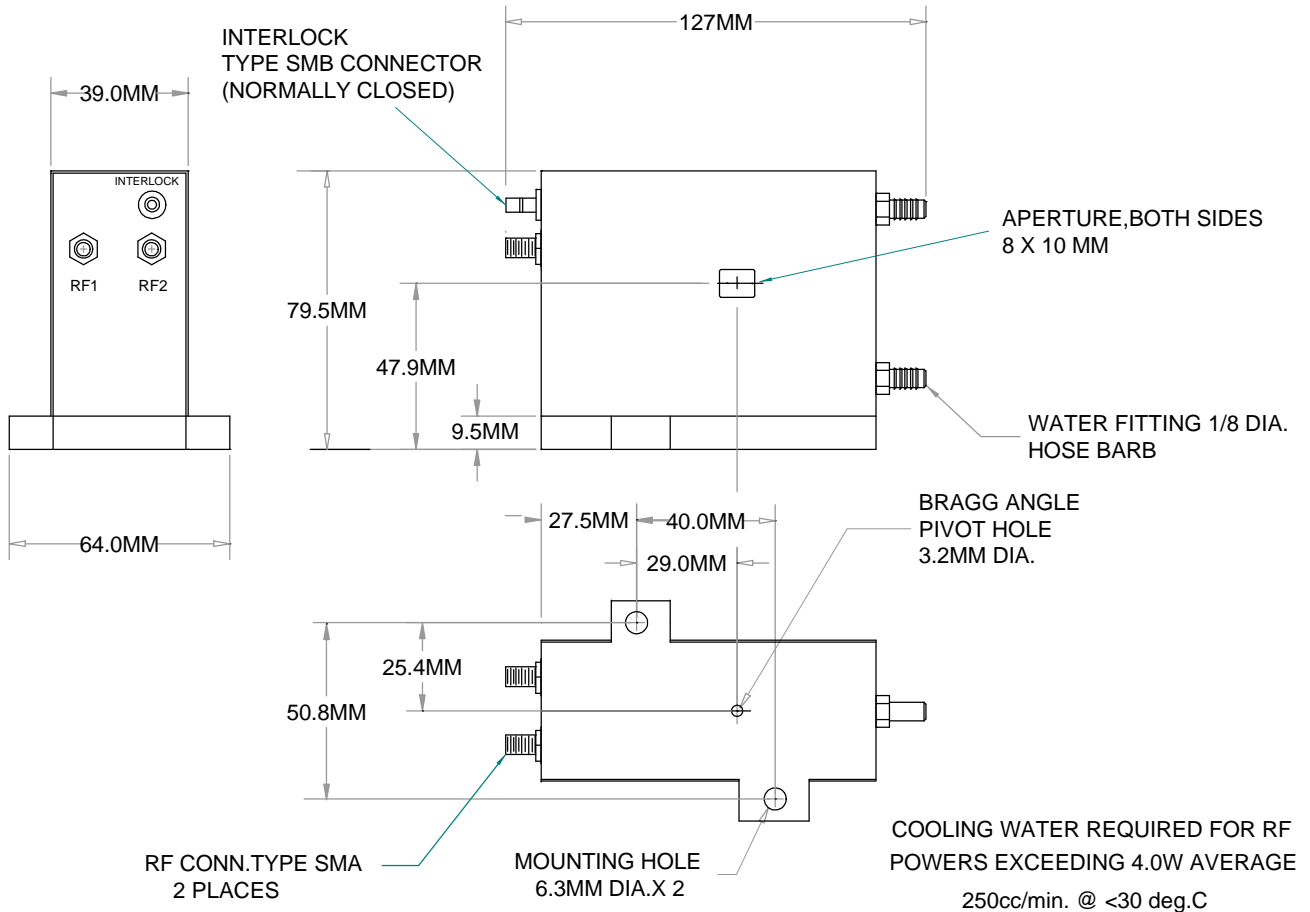 127MM
INTERLOCK
TYPE SMB CONNECTOR
(NORMALLY CLOSED)
39.0MM
INTERLOCK
RF1
RF2
APERTURE,BOTH SIDES
8 X 10 MM
79.5MM
47.9MM
9.5MM
WATER FITTING 1/8 DIA.
HOSE BARB
64.0MM
27.5MM
40.0MM
29.0MM
BRAGG ANGLE
PIVOT HOLE
3.2MM DIA.
25.4MM
50.8MM
RF CONN.TYPE SMA
2 PLACES
MOUNTING HOLE
6.3MM DIA.X 2
COOLING WATER REQUIRED FOR RF
POWERS EXCEEDING 4.0W AVERAGE
250cc/min. @ <30 deg.C